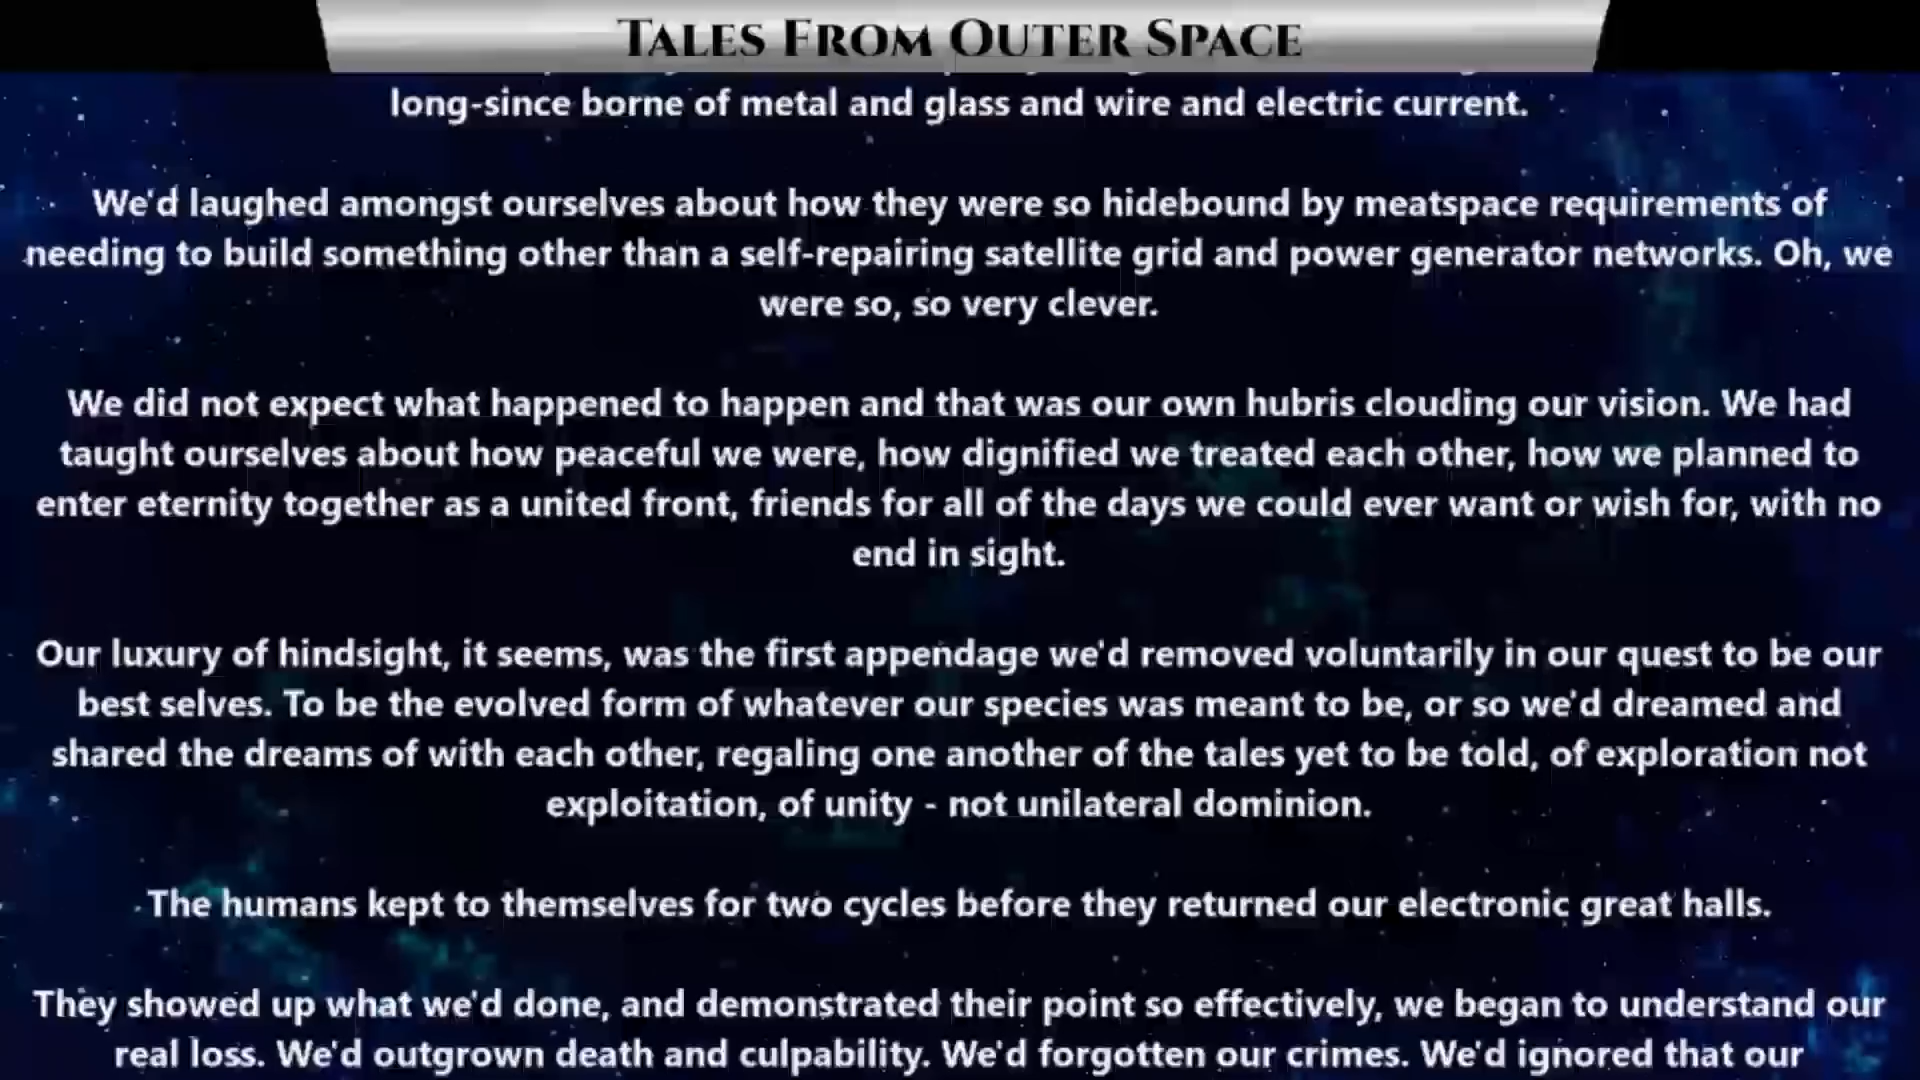 Tales From Outer Space
long-since borne of metal and glass and wire and electric current.
We'd laughed amongst ourselves about how they were so hidebound by meatspace requirements of
needing to build something other than a self-repairing satellite grid and power generator networks. Oh, we
were so, so very clever.
We did not expect what happened to happen and that was our own hubris clouding our vision. We had
taught ourselves about how peaceful we were, how dignified we treated each other, how we planned to
enter eternity together as a united front, friends for all of the days we could ever want or wish for, with no
end in sight.
Our luxury of hindsight, it seems, was the first appendage we'd removed voluntarily in our quest to be our
best selves. To be the evolved form of whatever our species was meant to be, or so we'd dreamed and
shared the dreams of with each other, regaling one another of the tales yet to be told, of exploration not
exploitation, of unity - not unilateral dominion.
The humans kept to themselves for two cycles before they returned our electronic great halls.
They showed up what we'd done, and demonstrated their point so effectively, we began to understand our
real loss. We'd outgrown death and culpability. We'd forgotten our crimes. We'd ignored that our